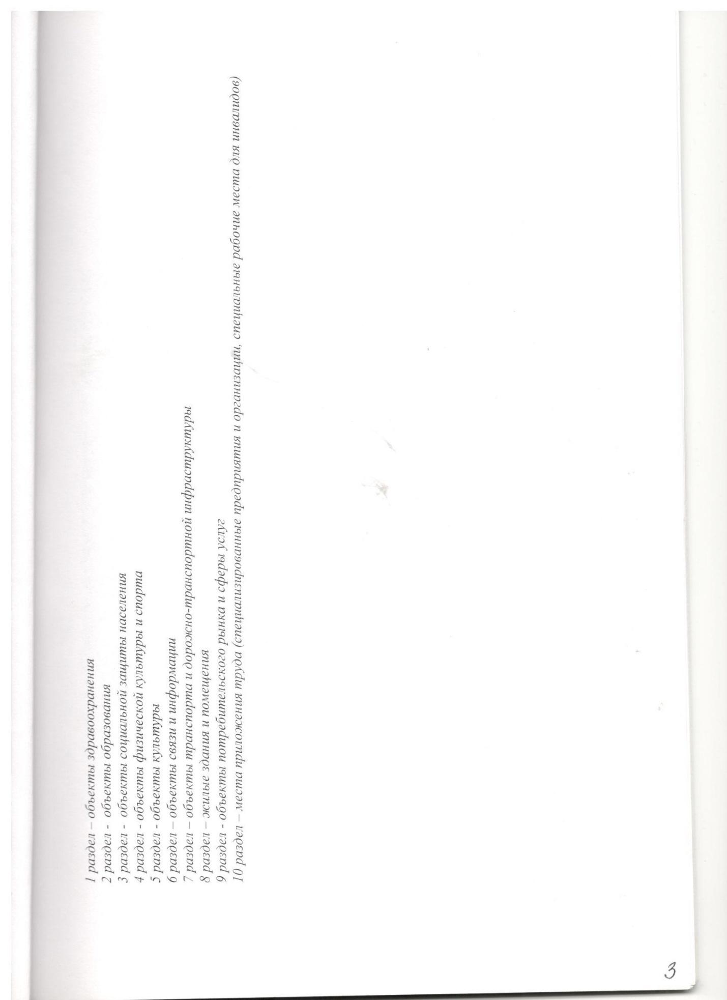 1 раздел – объекты здравоохранения
2 раздел - объекты образования
3 раздел - объекты социальной защиты населения
4 раздел - объекты физической культуры и спорта
5 раздел - объекты культуры
6 раздел – объекты связи и информации
7 раздел – объекты транспорта и дорожно-транспортной инфраструктуры
8 раздел – жилые здания и помещения
9 раздел - объекты потребительского рынка и сферы услуг
10 раздел – места приложения труда (специализированные предприятия и организации, специальные рабочие места для инвалидов)
3